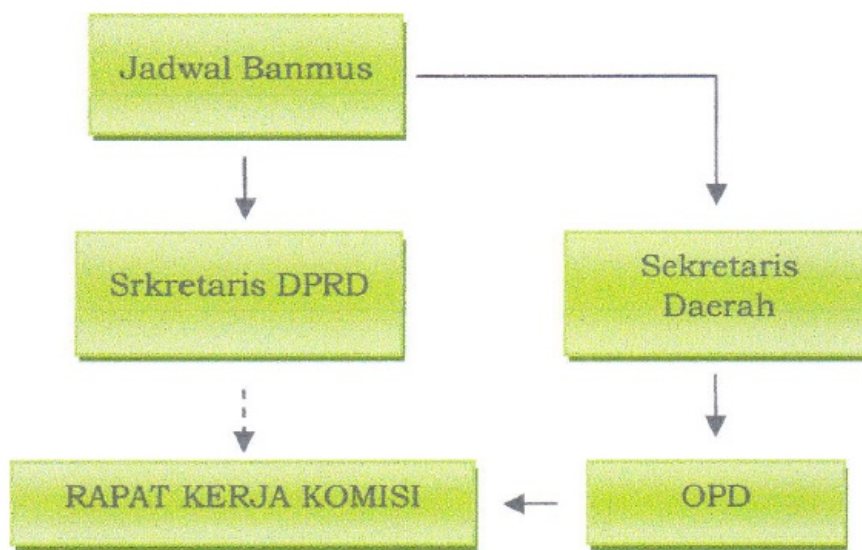 Jadwal Banmus
Srkretaris DPRD
Sekretaris
Daerah
RAPAT KERJA KOMISI
OPD